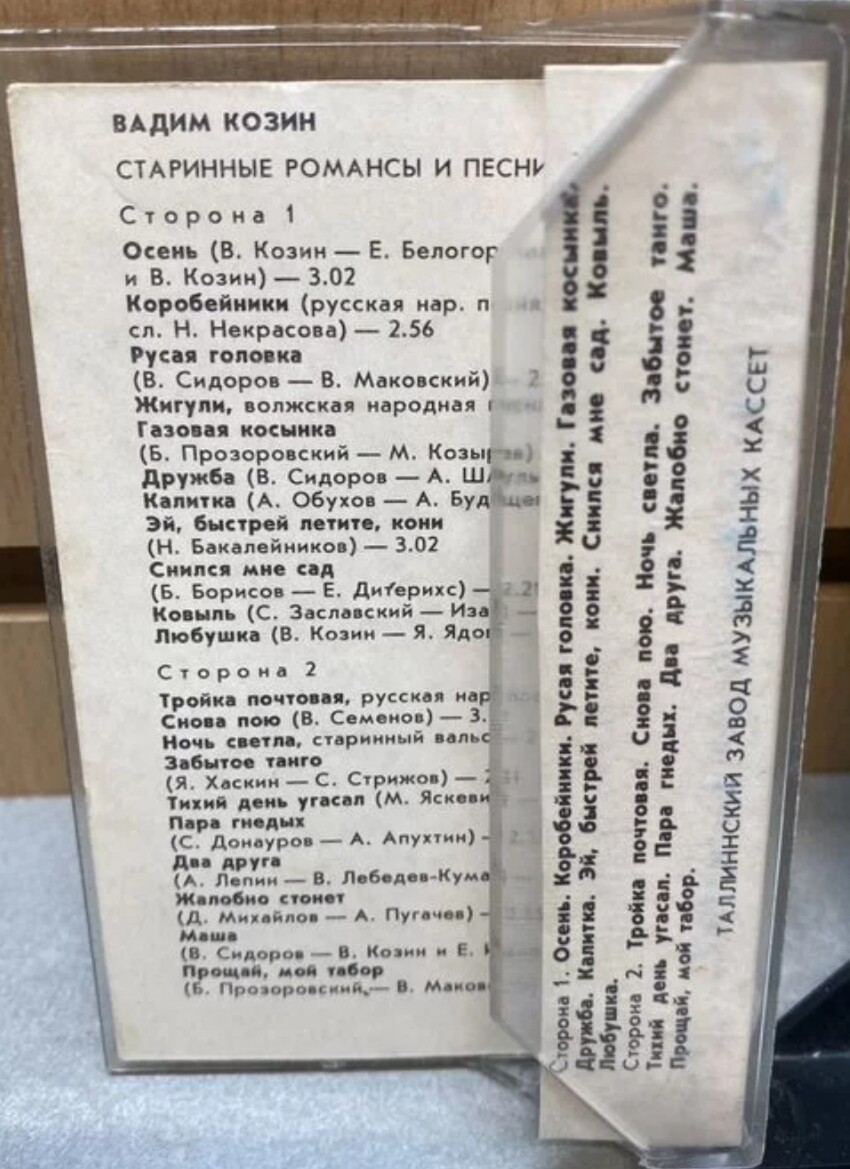 ВАДИМ КОЗИН
СТАРИННЫЕ РОМАНСЫ И ПЕСНИ
Сторона 1
Осень (В. Козин — Е. Белогор
и В. Козин) — 3.02
Коробейники (русская нар. п
сл. Н. Некрасова) — 2.56
Русая головка
(В. Сидоров — В. Маковский)
Жигули, волжская народная
Газовая косынка
(Б. Прозоровский — М. Козырев)
Дружба (В. Сидоров — А. Шмульян
Калитка (А. Обухов — А. Будищев
Эй, быстрей летите, кони
(Н. Бакалейников) — 3.02
Снился мне сад
(Б. Борисов — Е. Дитерихс) — 2.2
Ковыль (С. Заславский — Иза
Любушка (В. Козин — Я. Ядо
Сторона 2
Тройка почтовая, русская нар
Снова пою (В. Семенов) — 3.
Ночь светла, старинный вальс
Забытое танго
(Я. Хаскин — С. Стрижов) —
Тихий день угасал (М. Яскеви
Пара гнедых
(С. Донауров — А. Апухтин) -
Два друга
(А. Лепин — В. Лебедев-Кума
Жалобно стонет
(Д. Михайлов — А. Пугачев) —
Маша
(В. Сидоров — В. Козин и Е.
Прощай, мой табор
(Б. Прозоровский — В. Маков
Сторона 1. Осень. Коробейники. Русая головка. Жигули. Газовая косынка.
Дружба. Калитка. Эй, быстрей летите, кони. Снился мне сад. Ковыль.
Любушка.
Сторона 2. Тройка почтовая. Снова пою. Ночь светла. Забытое танго.
Тихий день угасал. Пара гнедых. Два друга. Жалобно стонет. Маша.
Прощай, мой табор.
ТАЛЛИННСКИЙ ЗАВОД МУЗЫКАЛЬНЫХ КАССЕТ